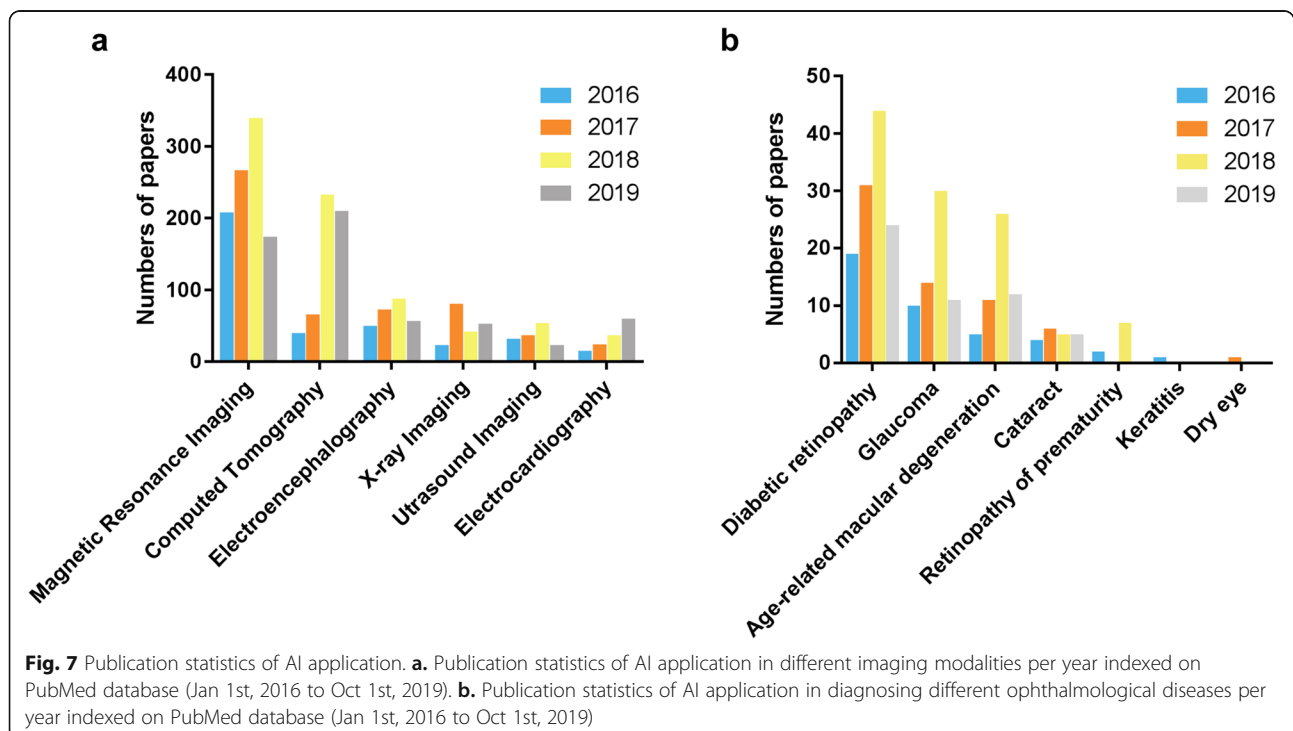 a
400
300
200
100
0
Numbers of papers
2016
2017
2018
2019
Magnetic Resonance Imaging
Computed Tomography
Electroencephalography
X-ray Imaging
Utrasound Imaging
Electrocardiography
b
50
40
30
20
10
0
Numbers of papers
2016
2017
2018
2019
Diabetic retinopathy
Glaucoma
Age-related macular degeneration
Cataract
Retinopathy of prematurity
Keratitis
Dry eye
Fig. 7 Publication statistics of AI application. a. Publication statistics of AI application in different imaging modalities per year indexed on
PubMed database (Jan 1st, 2016 to Oct 1st, 2019). b. Publication statistics of AI application in diagnosing different ophthalmological diseases per
year indexed on PubMed database (Jan 1st, 2016 to Oct 1st, 2019)